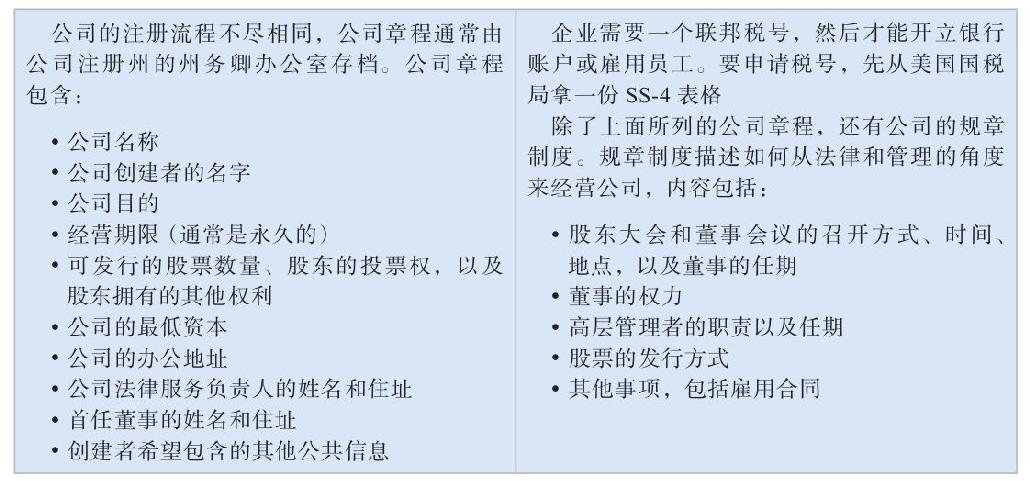 公司的注册流程不尽相同，公司章程通常由
公司注册州的州务卿办公室存档。公司章程
包含：
• 公司名称
• 公司创建者的名字
• 公司目的
• 经营期限（通常是永久的）
• 可发行的股票数量、股东的投票权，以及
股东拥有的其他权利
• 公司的最低资本
• 公司的办公地址
• 公司法律服务负责人的姓名和住址
• 首任董事的姓名和住址
• 创建者希望包含的其他公共信息
企业需要一个联邦税号，然后才能开立银行
账户或雇用员工。要申请税号，先从美国国税
局拿一份 SS-4 表格
除了上面所列的公司章程，还有公司的规章
制度。规章制度描述如何从法律和管理的角度
来经营公司，内容包括：
• 股东大会和董事会议的召开方式、时间、
地点，以及董事的任期
• 董事的权力
• 高层管理者的职责以及任期
• 股票的发行方式
• 其他事项，包括雇用合同